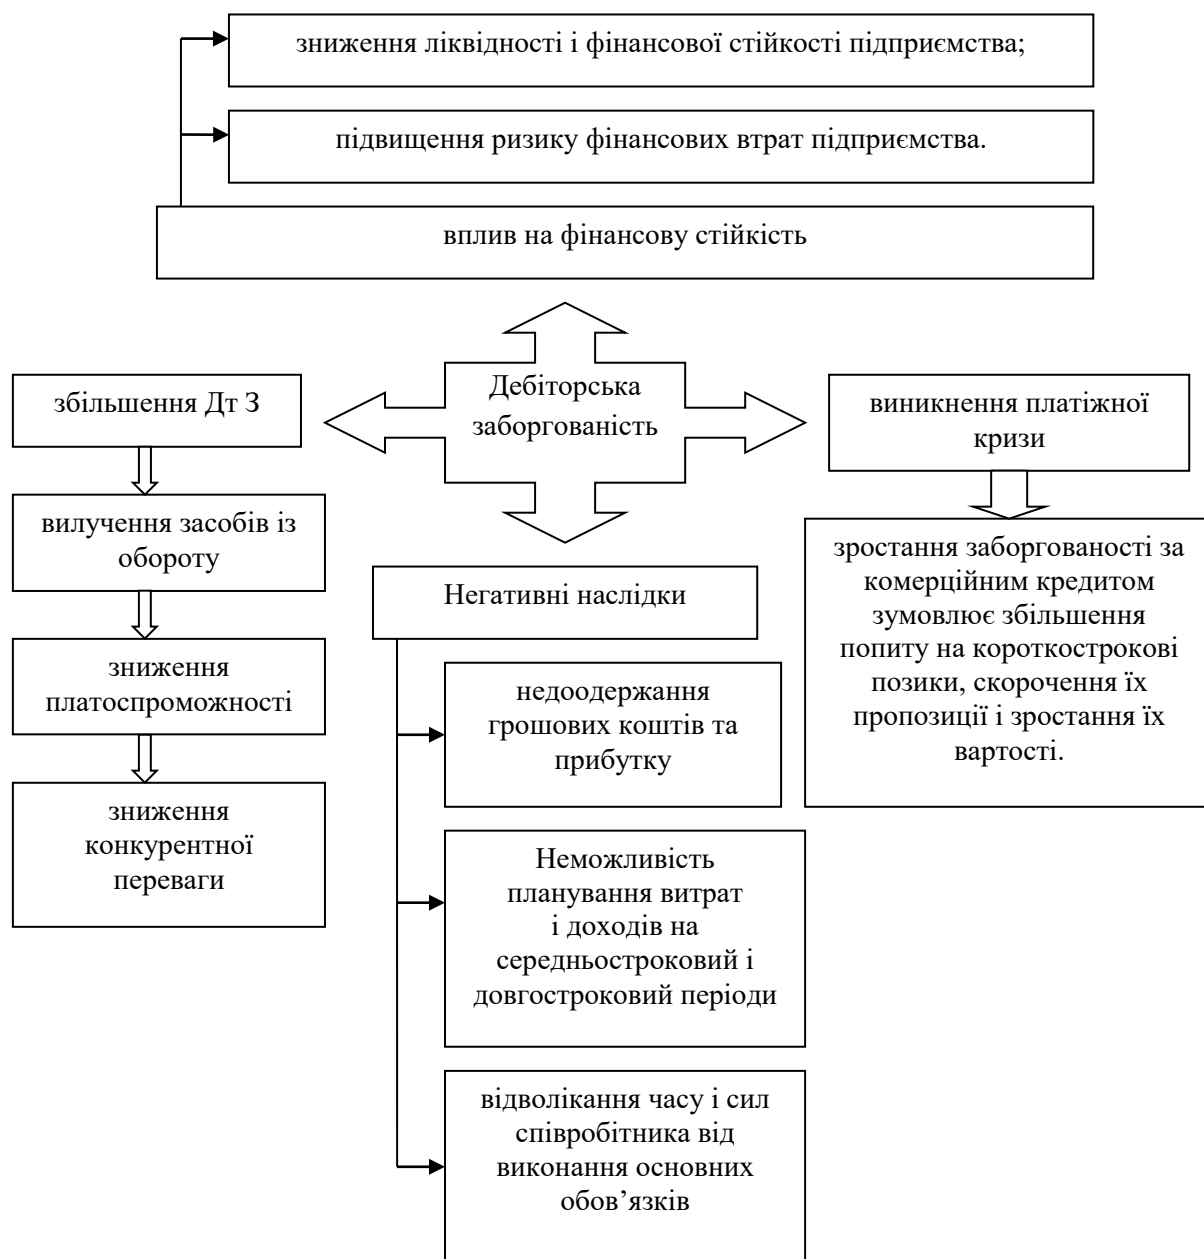 зниження ліквідності і фінансової стійкості підприємства;
підвищення ризику фінансових втрат підприємства.
вплив на фінансову стійкість
Дебіторська
заборгованість
збільшення Дт З
вилучення засобів із
обороту
зниження
платоспроможності
зниження
конкурентної
переваги
Негативні наслідки
недоодержання
грошових коштів та
прибутку
Неможливість
планування витрат
і доходів на
середньостроковий і
довгостроковий періоди
відволікання часу і сил
співробітника від
виконання основних
обов’язків
виникнення платіжної
кризи
зростання заборгованості за
комерційним кредитом
зумовлює збільшення
попиту на короткострокові
позики, скорочення їх
пропозиції і зростання їх
вартості.